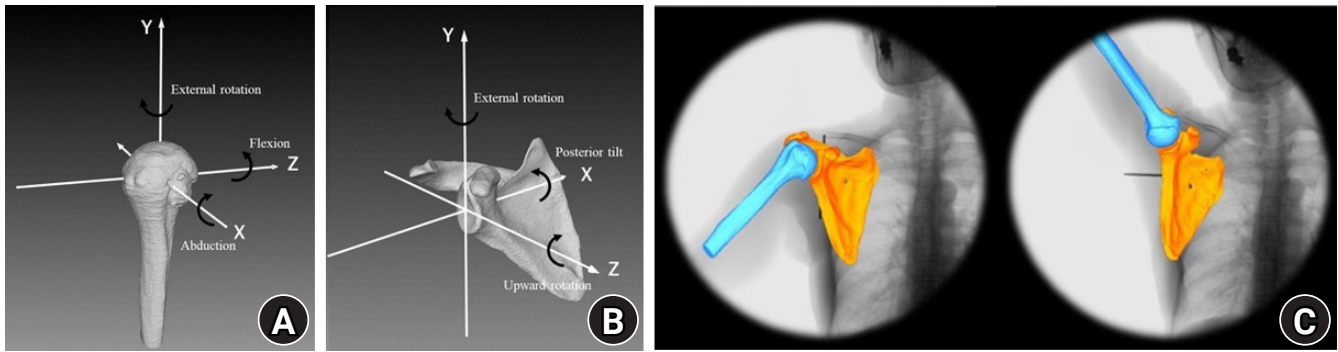 Y
External rotation
Flexion
Z
X
Abduction
A
Y
External rotation
Posterior tilt
X
Z
Upward rotation
B
C